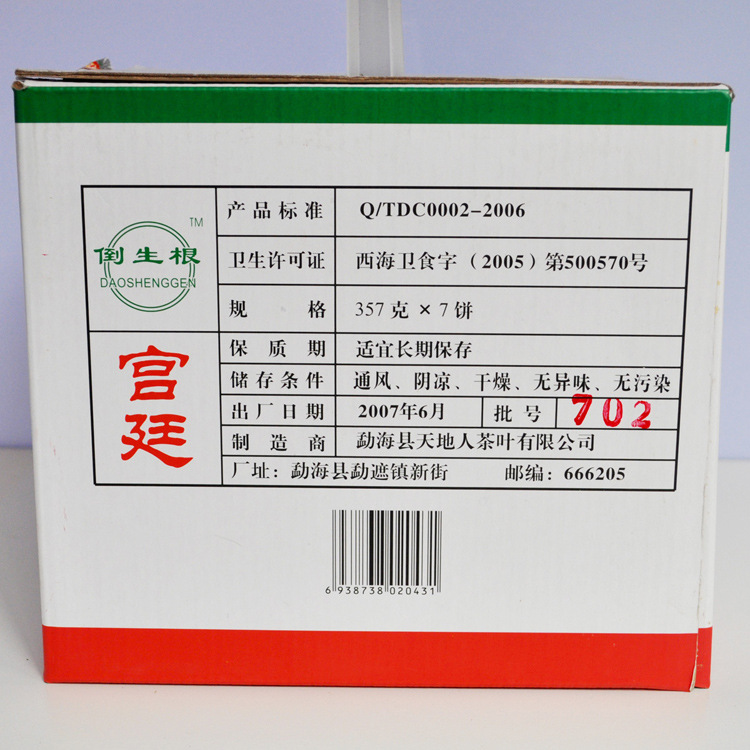 TM
倒生根
DAOSHENGGEN
宫廷
产品标准 Q/TDC0002-2006
卫生许可证 西海卫食字（2005）第500570号
规格 357克×7饼
保质期 适宜长期保存
储存条件 通风、阴凉、干燥、无异味、无污染
出厂日期 2007年6月 批号 702
制造商 勐海县天地人茶叶有限公司
厂址：勐海县勐遮镇新街 邮编：666205
6 938738 020431